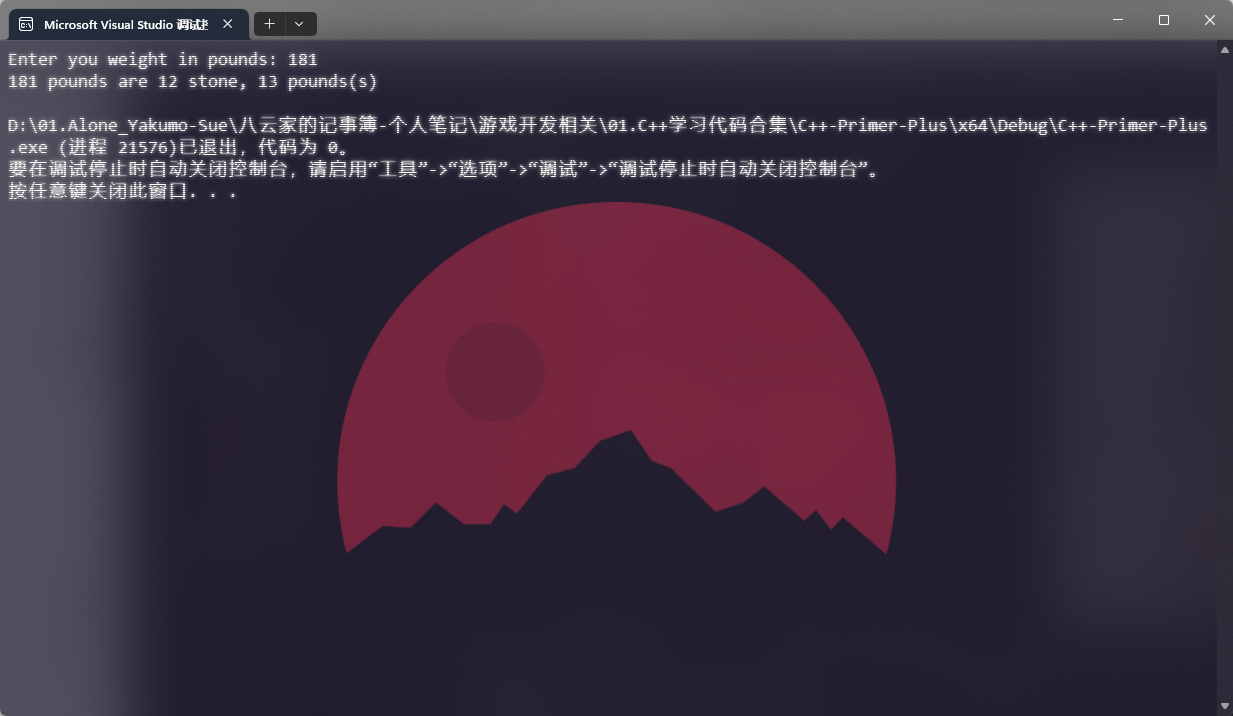 Microsoft Visual Studio 调试
Enter you weight in pounds: 181
181 pounds are 12 stone, 13 pounds(s)
D:\01.Alone_Yakumo-Sue\八云家的记事簿-个人笔记\游戏开发相关\01.C++学习代码合集\C++-Primer-Plus\x64\Debug\C++-Primer-Plus
.exe (进程 21576)已退出，代码为 0。
要在调试停止时自动关闭控制台，请启用“工具”->“选项”->“调试”->“调试停止时自动关闭控制台”。
按任意键关闭此窗口. . .